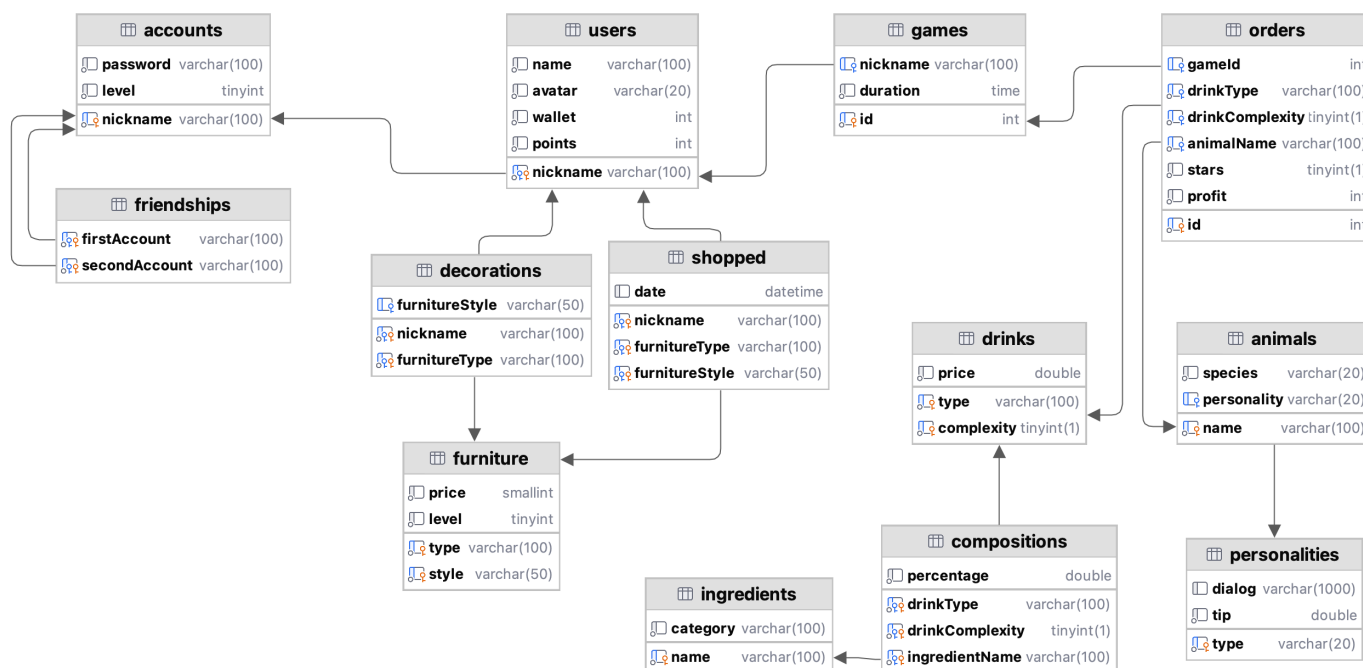 accounts
password varchar(100)
level tinyint
nickname varchar(100)
users
name varchar(100)
avatar varchar(20)
wallet int
points int
nickname varchar(100)
games
nickname varchar(100)
duration time
id int
orders
gameId int
drinkType varchar(100)
drinkComplexity tinyint(1
animalName varchar(100)
stars tinyint(1
profit int
id int
friendships
firstAccount varchar(100)
secondAccount varchar(100)
decorations
furnitureStyle varchar(50)
nickname varchar(100)
furnitureType varchar(100)
shopped
date datetime
nickname varchar(100)
furnitureType varchar(100)
furnitureStyle varchar(50)
drinks
price double
type varchar(100)
complexity tinyint(1)
animals
species varchar(20)
personality varchar(20)
name varchar(100)
furniture
price smallint
level tinyint
type varchar(100)
style varchar(50)
compositions
percentage double
drinkType varchar(100)
drinkComplexity tinyint(1)
ingredientName varchar(100)
personalities
dialog varchar(1000)
tip double
type varchar(20)
ingredients
category varchar(100)
name varchar(100)